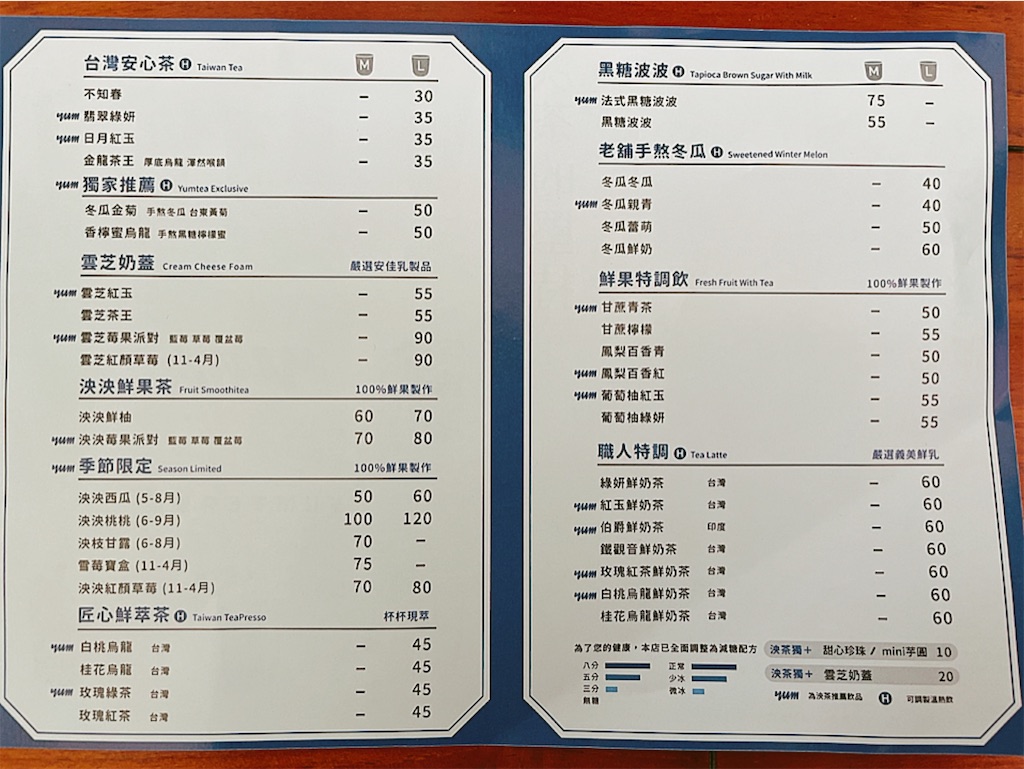 台灣安心茶 H Taiwan Tea M L
不知春 – 30
yum 翡翠綠妍 – 35
yum 日月紅玉 – 35
金龍茶王 厚底烏龍 渾然喉韻 – 35
yum 獨家推薦 H Yumtea Exclusive
冬瓜金菊 手熬冬瓜 台東黃菊 – 50
香檸蜜烏龍 手熬黑糖檸檬蜜 – 50
雲芝奶蓋 Cream Cheese Foam 嚴選安佳乳製品
yum 雲芝紅玉 – 55
雲芝茶王 – 55
yum 雲芝莓果派對 藍莓 草莓 覆盆莓 – 90
雲芝紅顏草莓 (11-4月) – 90
泱泱鮮果茶 Fruit Smoothitea 100%鮮果製作
泱泱鮮柚 60 70
yum 泱泱莓果派對 藍莓 草莓 覆盆莓 70 80
yum 季節限定 Season Limited 100%鮮果製作
泱泱西瓜 (5-8月) 50 60
泱泱桃桃 (6-9月) 100 120
泱枝甘露 (6-8月) 70 –
雪莓寶盒 (11-4月) 75 –
泱泱紅顏草莓 (11-4月) 70 80
匠心鮮萃茶 H Taiwan TeaPresso 杯杯現萃
yum 白桃烏龍 台灣 – 45
桂花烏龍 台灣 – 45
yum 玫瑰綠茶 台灣 – 45
玫瑰紅茶 台灣 – 45
黑糖波波 H Tapioca Brown Sugar With Milk M L
yum 法式黑糖波波 75 –
黑糖波波 55 –
老舖手熬冬瓜 H Sweetened Winter Melon
冬瓜冬瓜 – 40
yum 冬瓜親青 – 40
冬瓜蕾萌 – 50
冬瓜鮮奶 – 60
鮮果特調飲 Fresh Fruit With Tea 100%鮮果製作
yum 甘蔗青茶 – 50
甘蔗檸檬 – 55
鳳梨百香青 – 50
yum 鳳梨百香紅 – 50
yum 葡萄柚紅玉 – 55
葡萄柚綠妍 – 55
職人特調 H Tea Latte 嚴選義美鮮乳
綠妍鮮奶茶 台灣 – 60
yum 紅玉鮮奶茶 台灣 – 60
yum 伯爵鮮奶茶 印度 – 60
鐵觀音鮮奶茶 台灣 – 60
yum 玫瑰紅茶鮮奶茶 台灣 – 60
yum 白桃烏龍鮮奶茶 台灣 – 60
桂花烏龍鮮奶茶 台灣 – 60
為了您的健康，本店已全面調整為減糖配方
八分 正常
五分 少冰
三分 微冰
無糖
泱茶獨+ 甜心珍珠 / mini芋圓 10
泱茶獨+ 雲芝奶蓋 20
yum 為泱茶推薦飲品 H 可調製溫熱飲